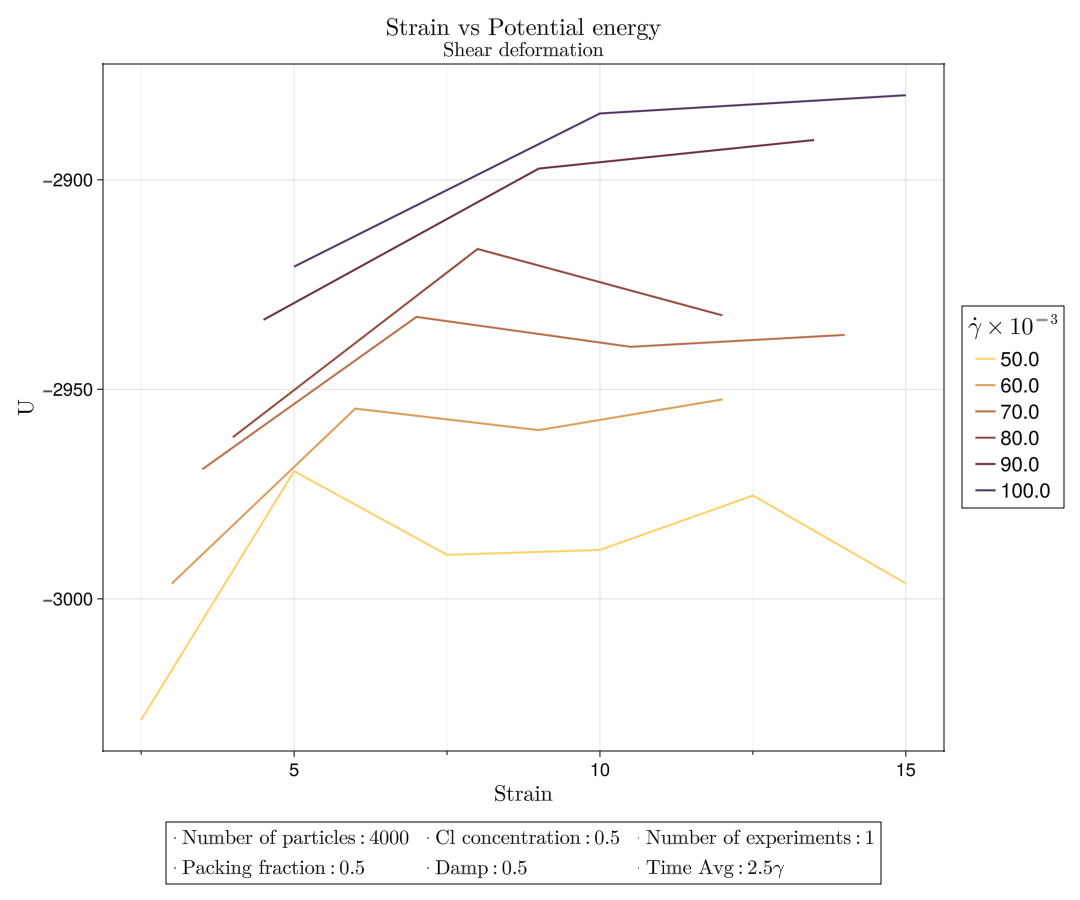 Strain vs Potential energy
Shear deformation
−2900
−2950
−3000
U
5 10 15
Strain
γ̇ × 10⁻³
50.0
60.0
70.0
80.0
90.0
100.0
· Number of particles : 4000 · Cl concentration : 0.5 · Number of experiments : 1
· Packing fraction : 0.5 · Damp : 0.5 · Time Avg : 2.5γ